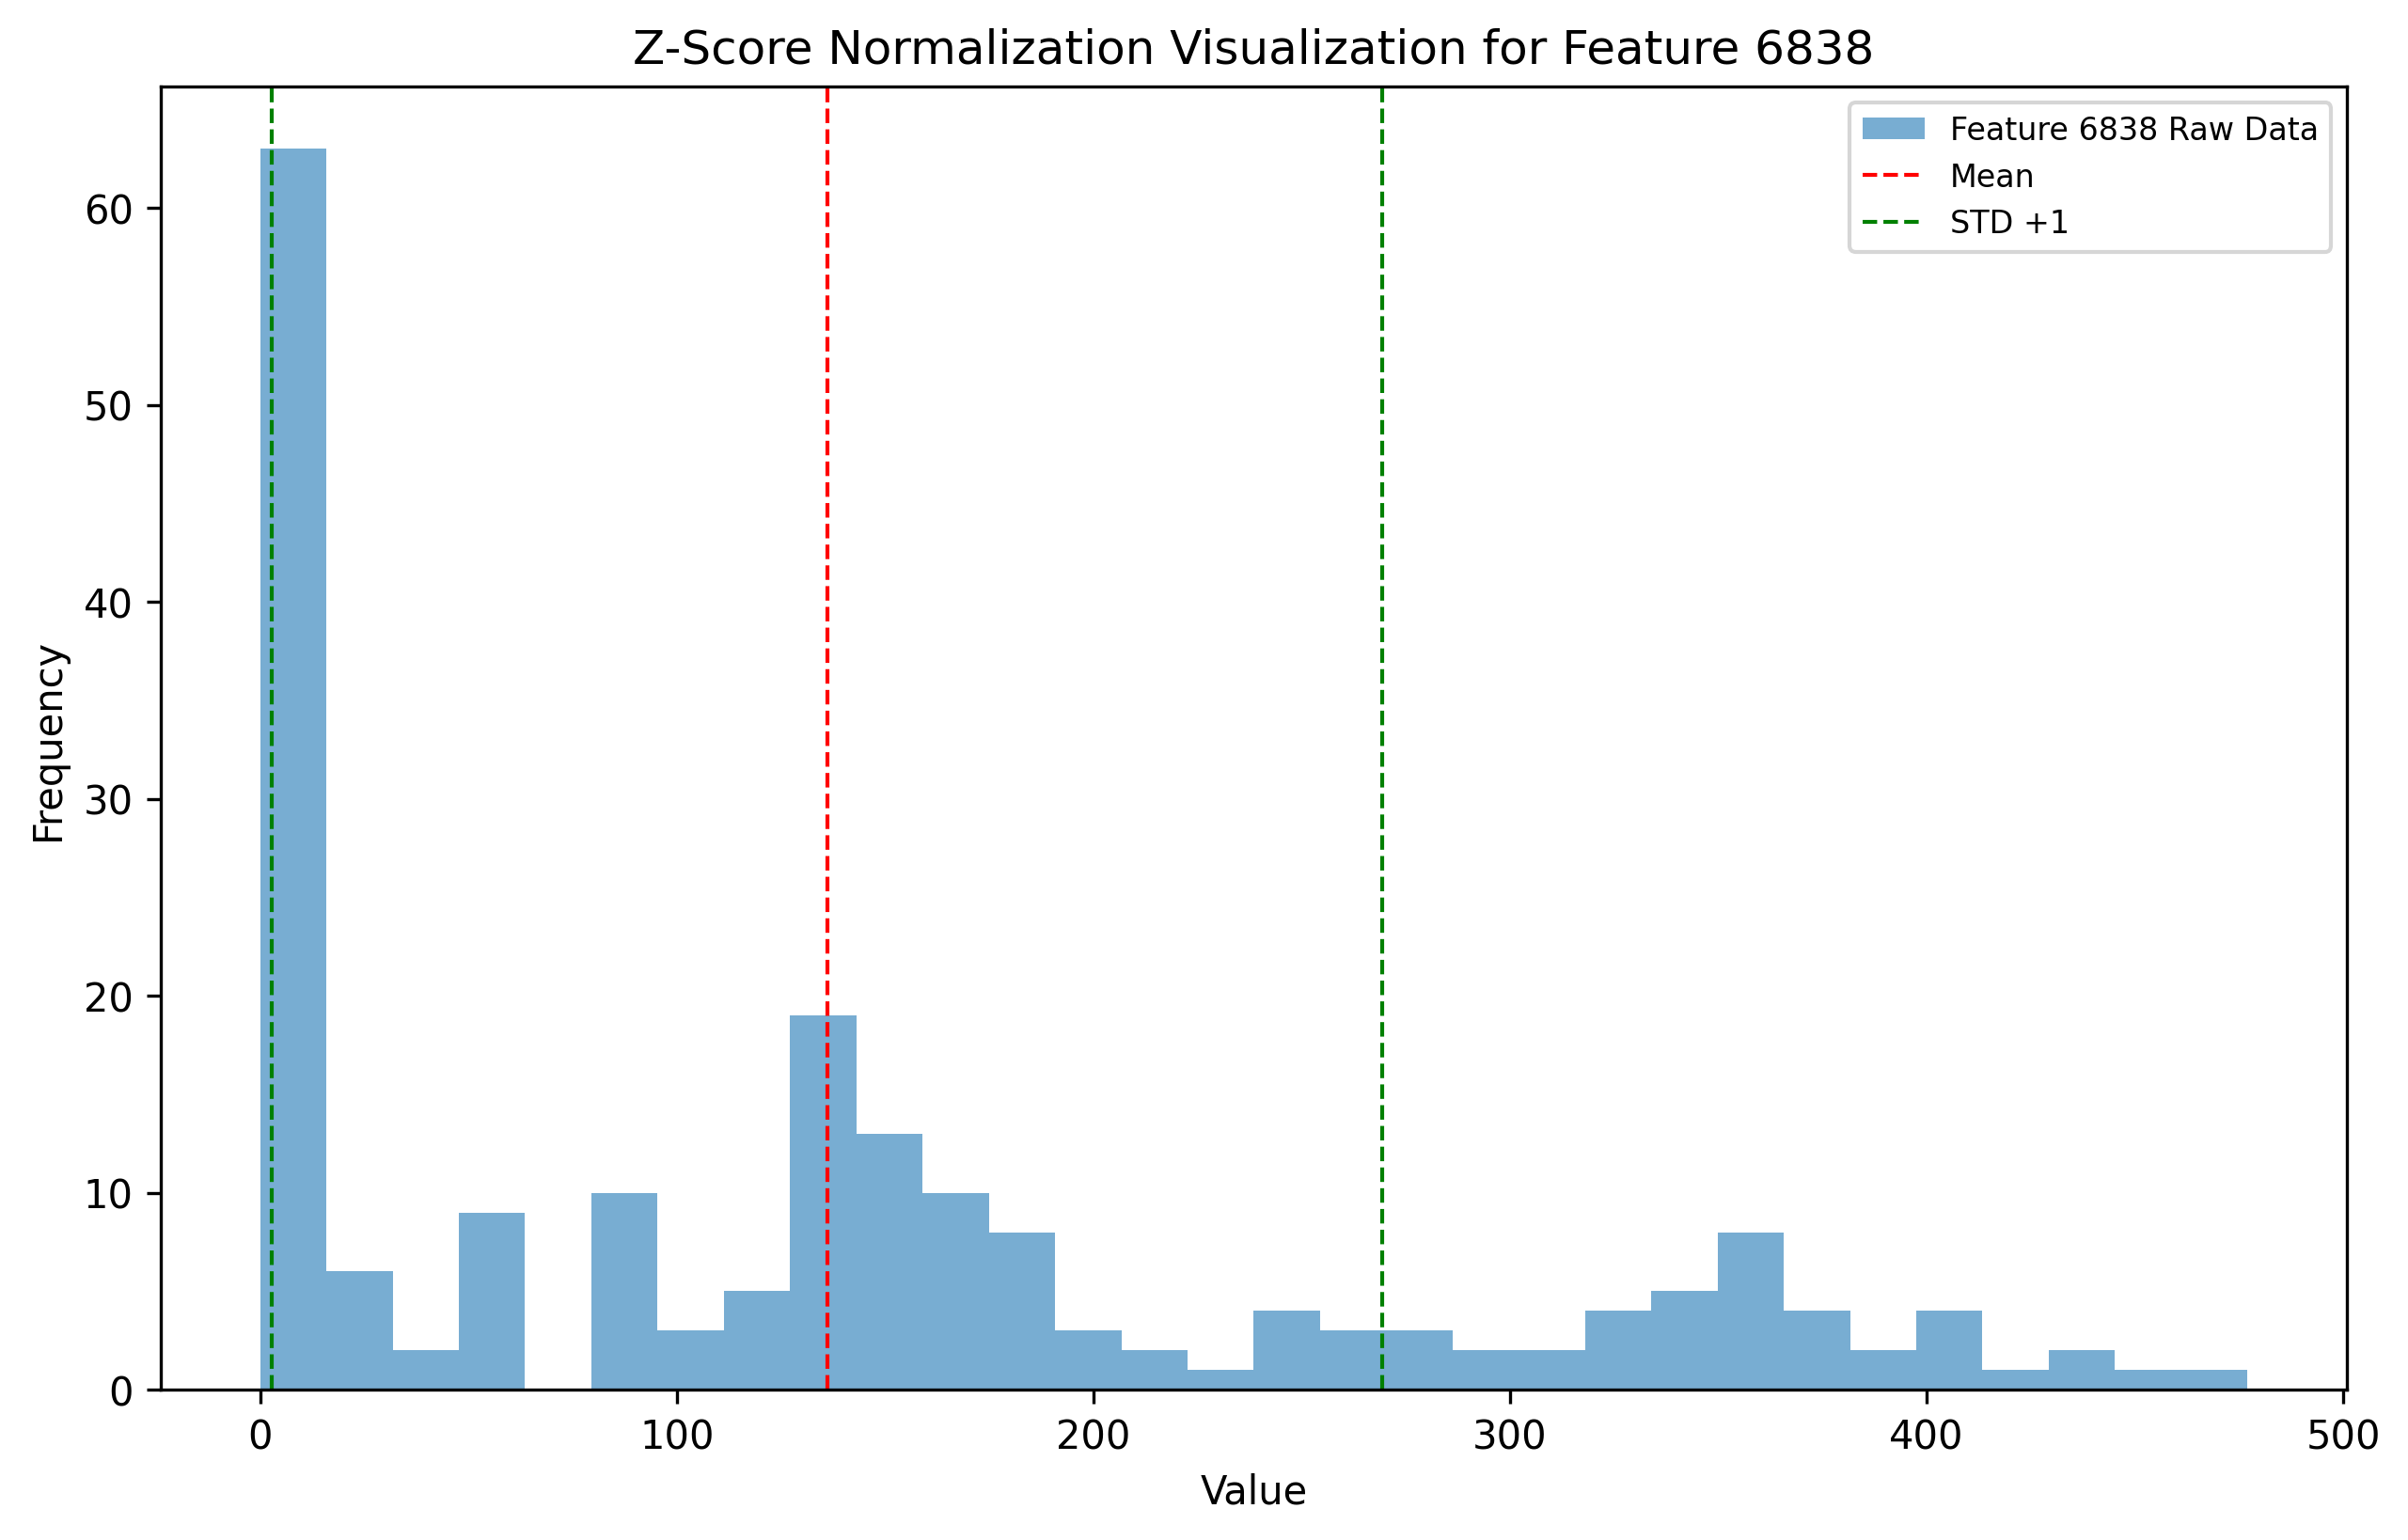 Z-Score Normalization Visualization for Feature 6838
Feature 6838 Raw Data
Mean
STD +1
60
50
40
30
20
10
0
Frequency
0 100 200 300 400 500
Value